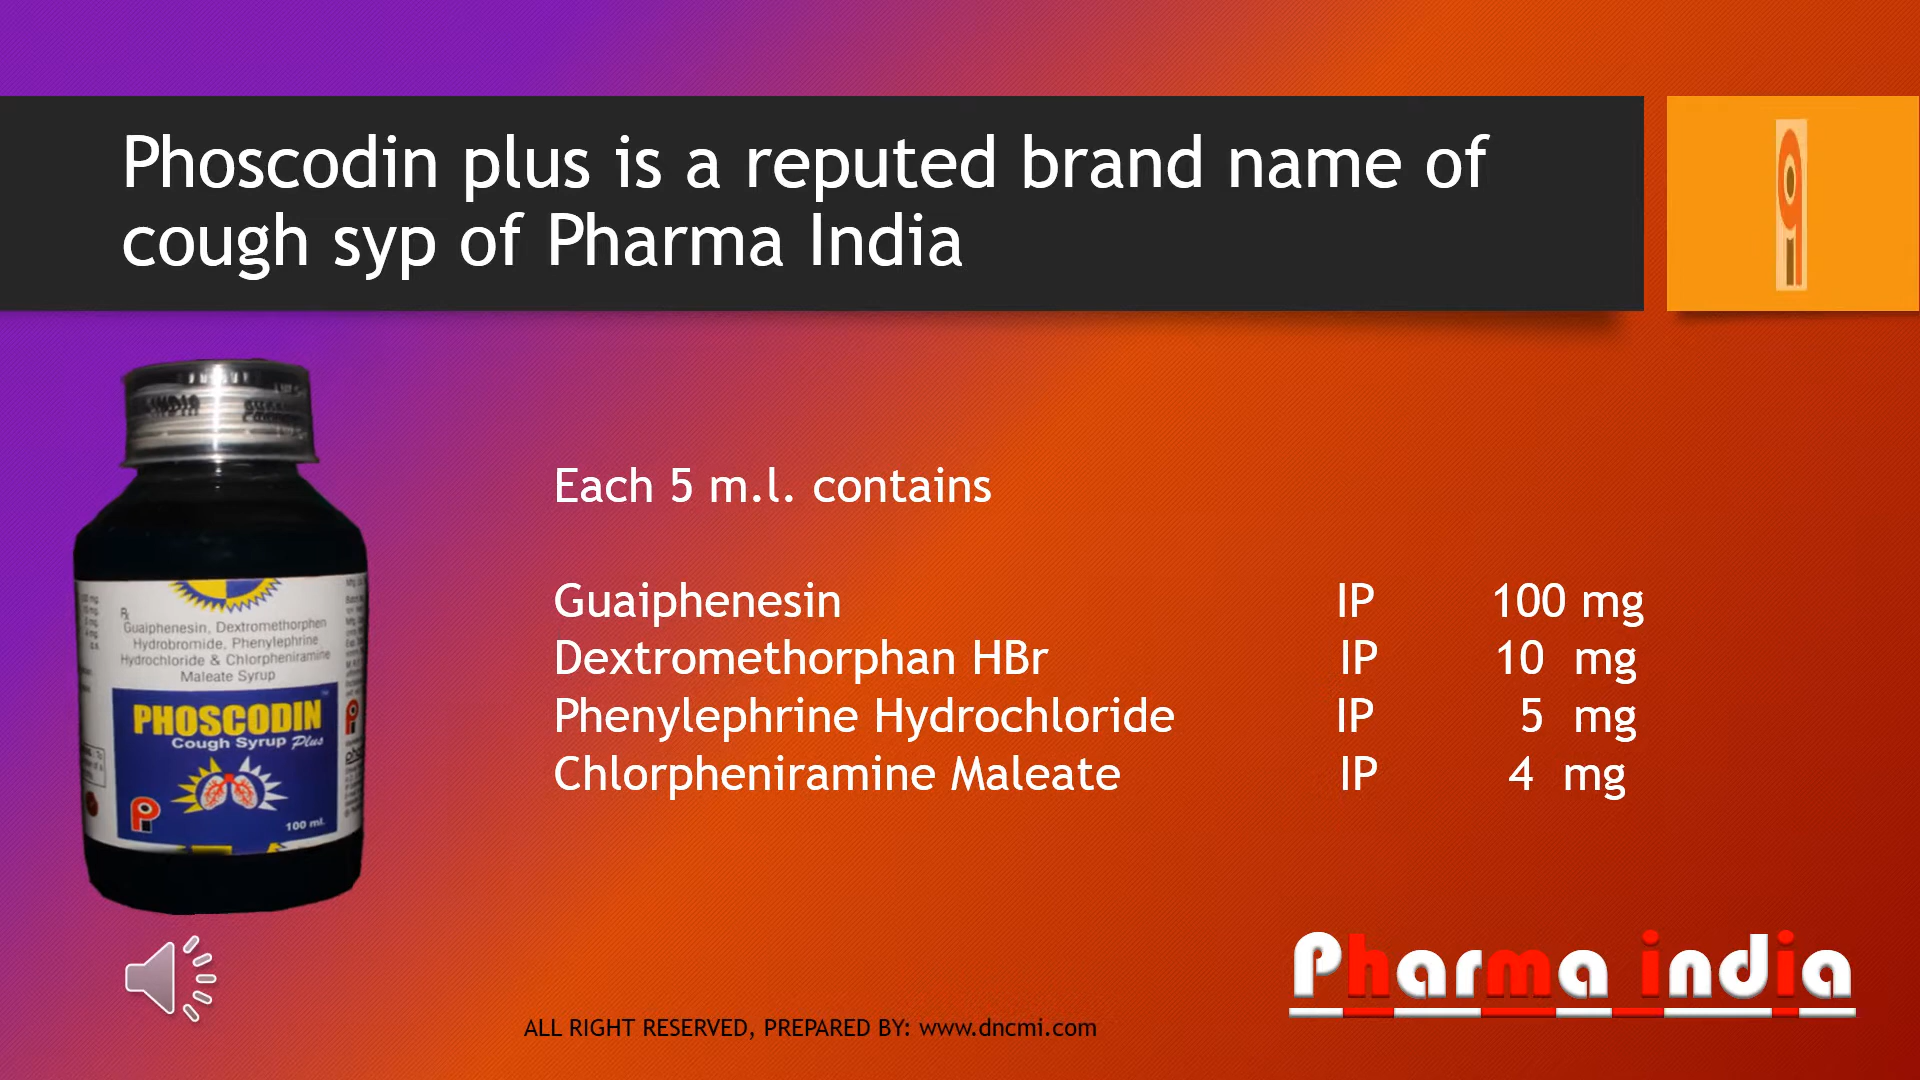 Phoscodin plus is a reputed brand name of
cough syp of Pharma India
Each 5 m.l. contains
Guaiphenesin IP 100 mg
Dextromethorphan HBr IP 10 mg
Phenylephrine Hydrochloride IP 5 mg
Chlorpheniramine Maleate IP 4 mg
Rx
Guaiphenesin, Dextromethorphen
Hydrobromide, Phenylephrine
Hydrochloride & Chlorpheniramine
Maleate Syrup
PHOSCODIN
Cough Syrup Plus
100 ml.
Pharma india
ALL RIGHT RESERVED, PREPARED BY: www.dncmi.com